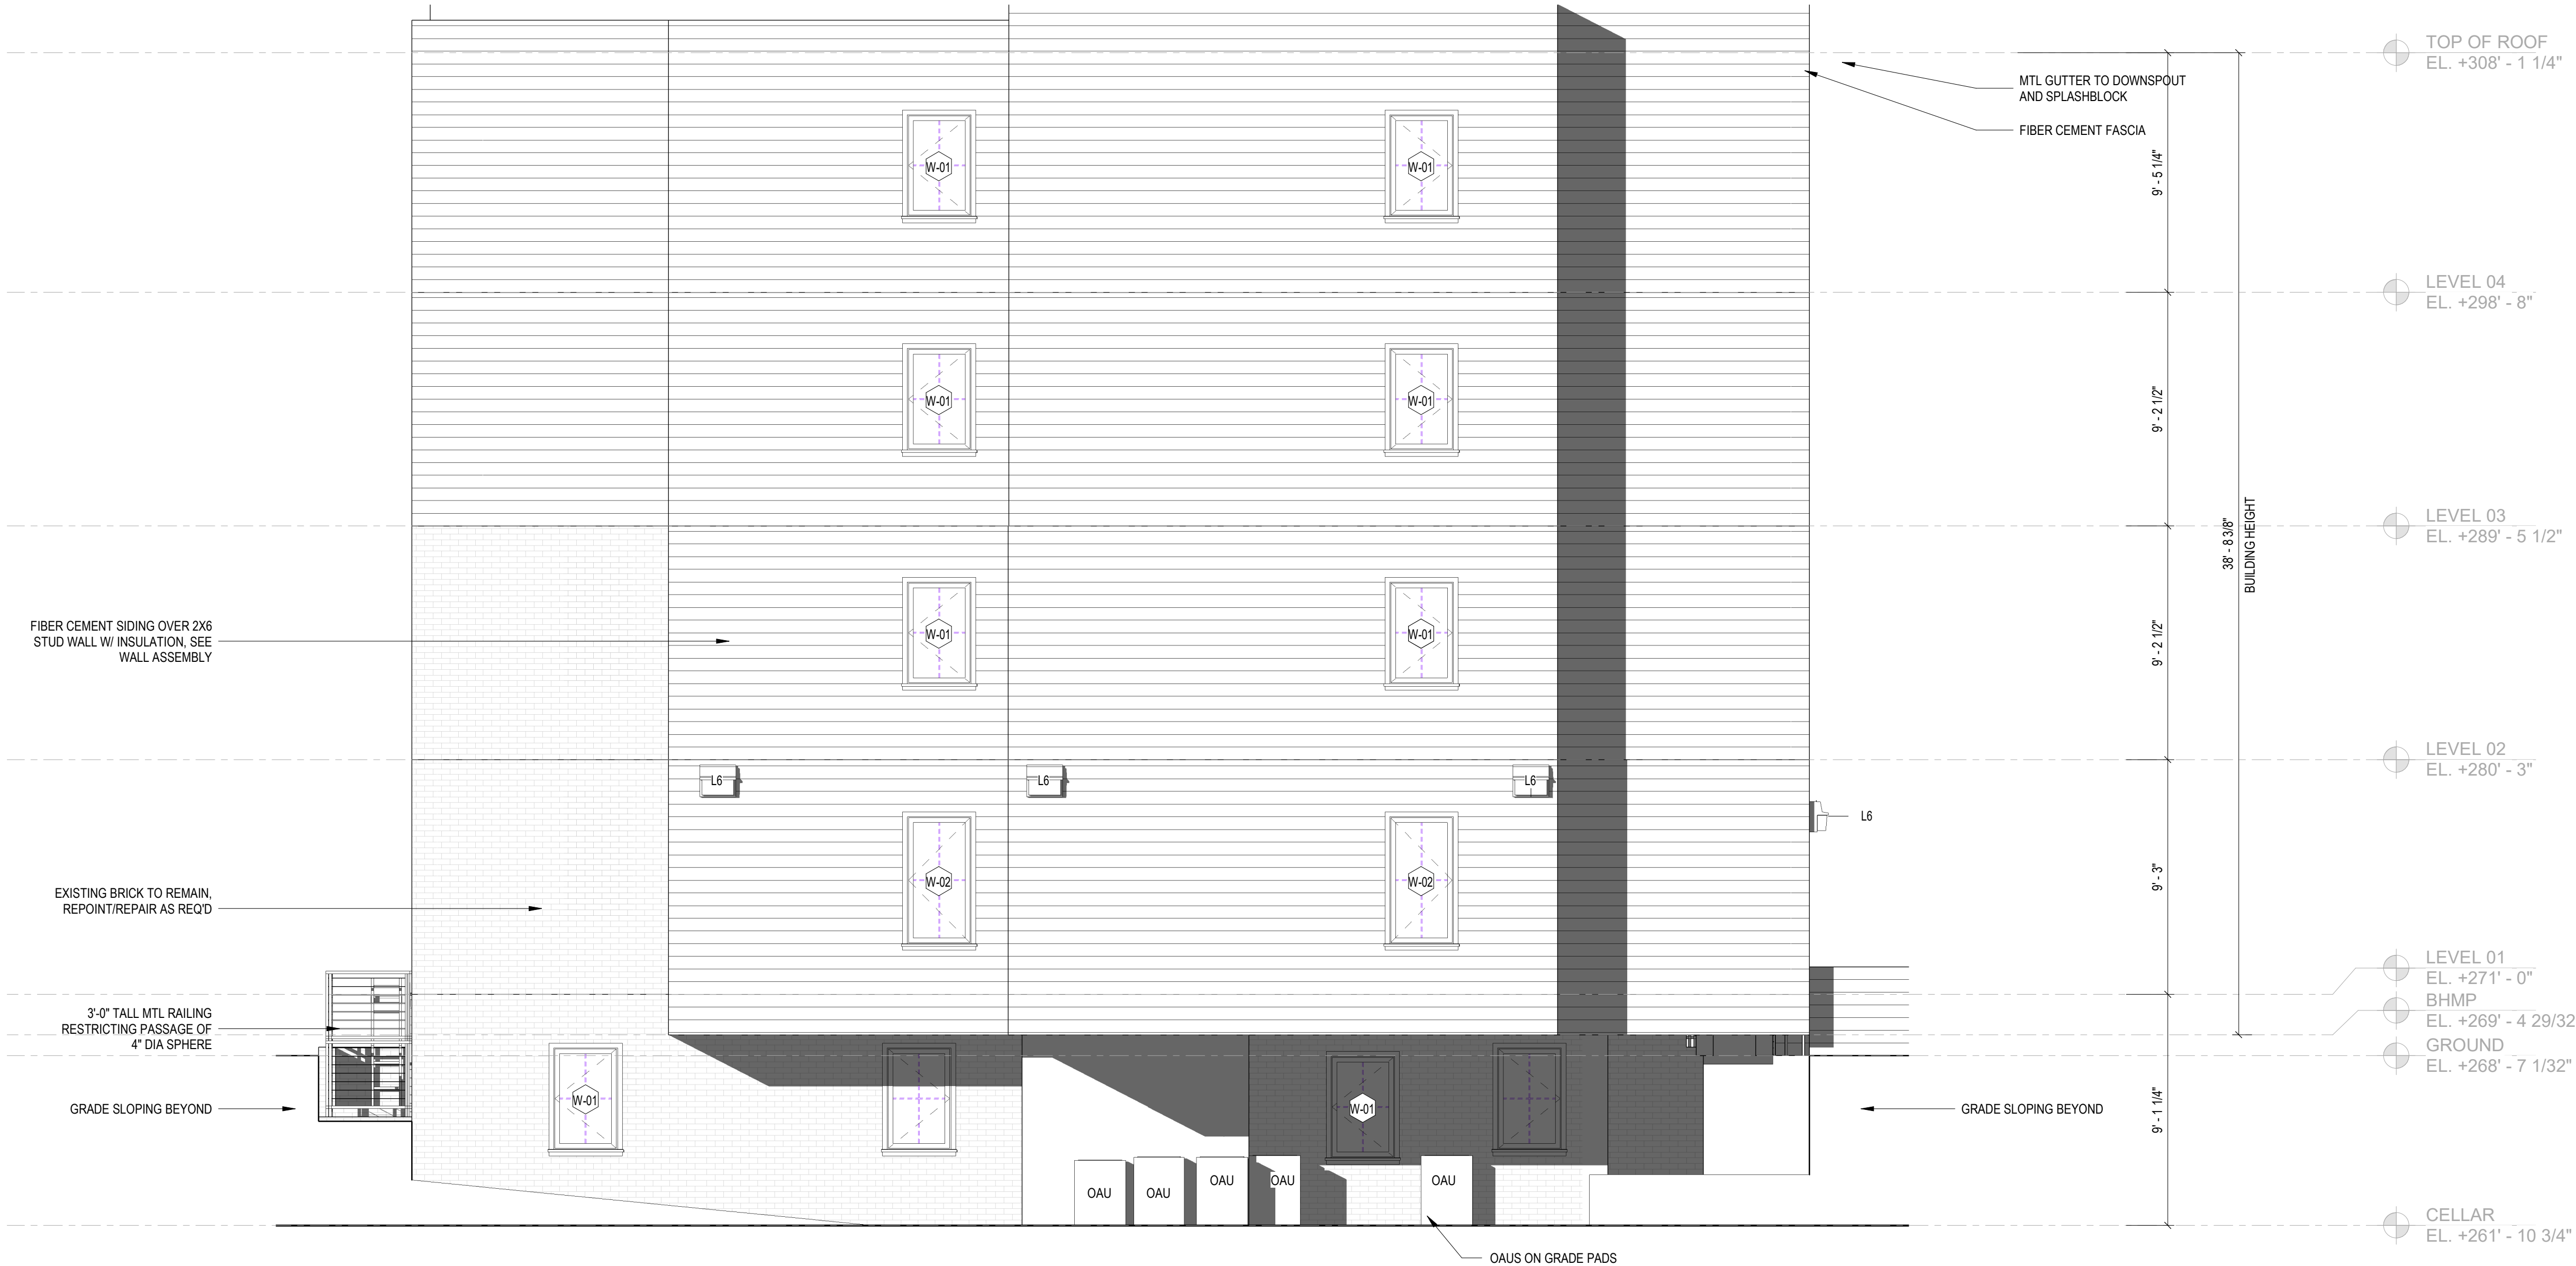 TOP OF ROOF
EL. +308' - 1 1/4"
MTL GUTTER TO DOWNSPOUT
AND SPLASHBLOCK
FIBER CEMENT FASCIA
W-01
W-01
9' - 5 1/4"
LEVEL 04
EL. +298' - 8"
W-01
W-01
9' - 2 1/2"
LEVEL 03
EL. +289' - 5 1/2"
38' - 8 3/8"
BUILDING HEIGHT
FIBER CEMENT SIDING OVER 2X6
STUD WALL W/ INSULATION, SEE
WALL ASSEMBLY
W-01
W-01
9' - 2 1/2"
LEVEL 02
EL. +280' - 3"
L6
L6
L6
L6
EXISTING BRICK TO REMAIN,
REPOINT/REPAIR AS REQ'D
W-02
W-02
9' - 3"
LEVEL 01
EL. +271' - 0"
BHMP
EL. +269' - 4 29/32
GROUND
EL. +268' - 7 1/32"
3'-0" TALL MTL RAILING
RESTRICTING PASSAGE OF
4" DIA SPHERE
GRADE SLOPING BEYOND
W-01
W-01
GRADE SLOPING BEYOND
9' - 1 1/4"
OAU
OAU
OAU
OAU
OAU
CELLAR
EL. +261' - 10 3/4"
OAUS ON GRADE PADS